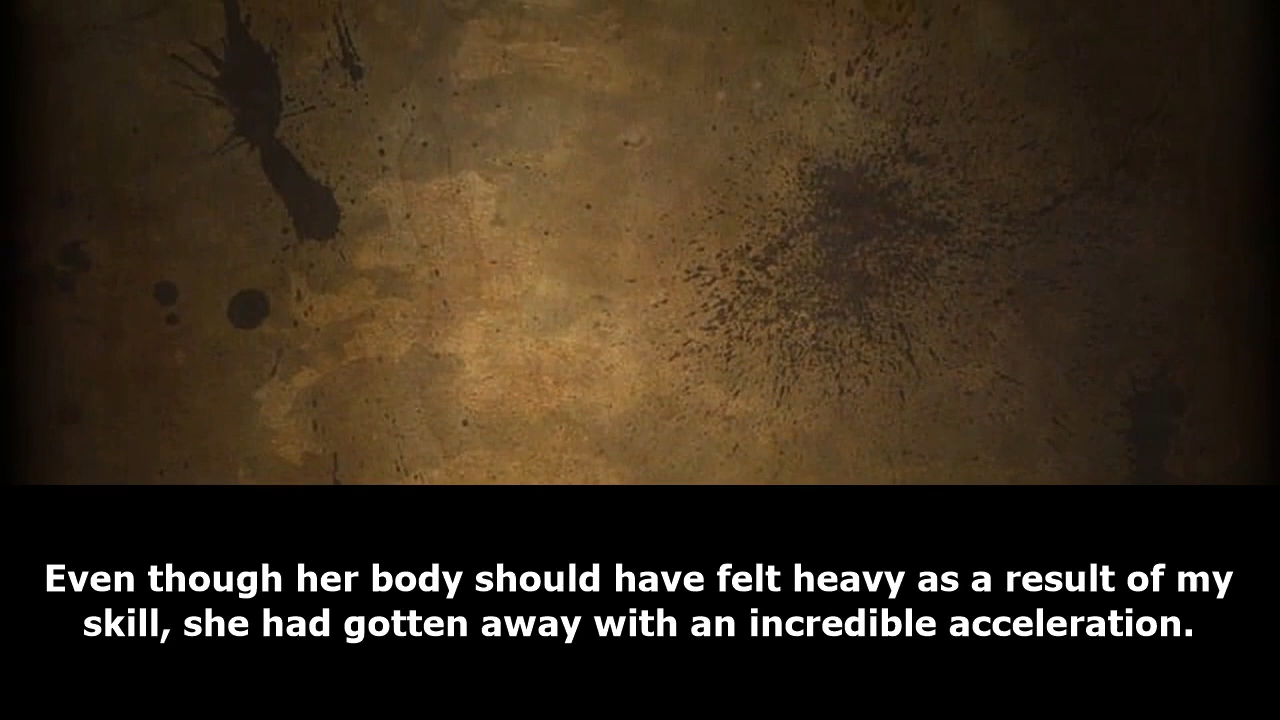 Even though her body should have felt heavy as a result of my
skill, she had gotten away with an incredible acceleration.